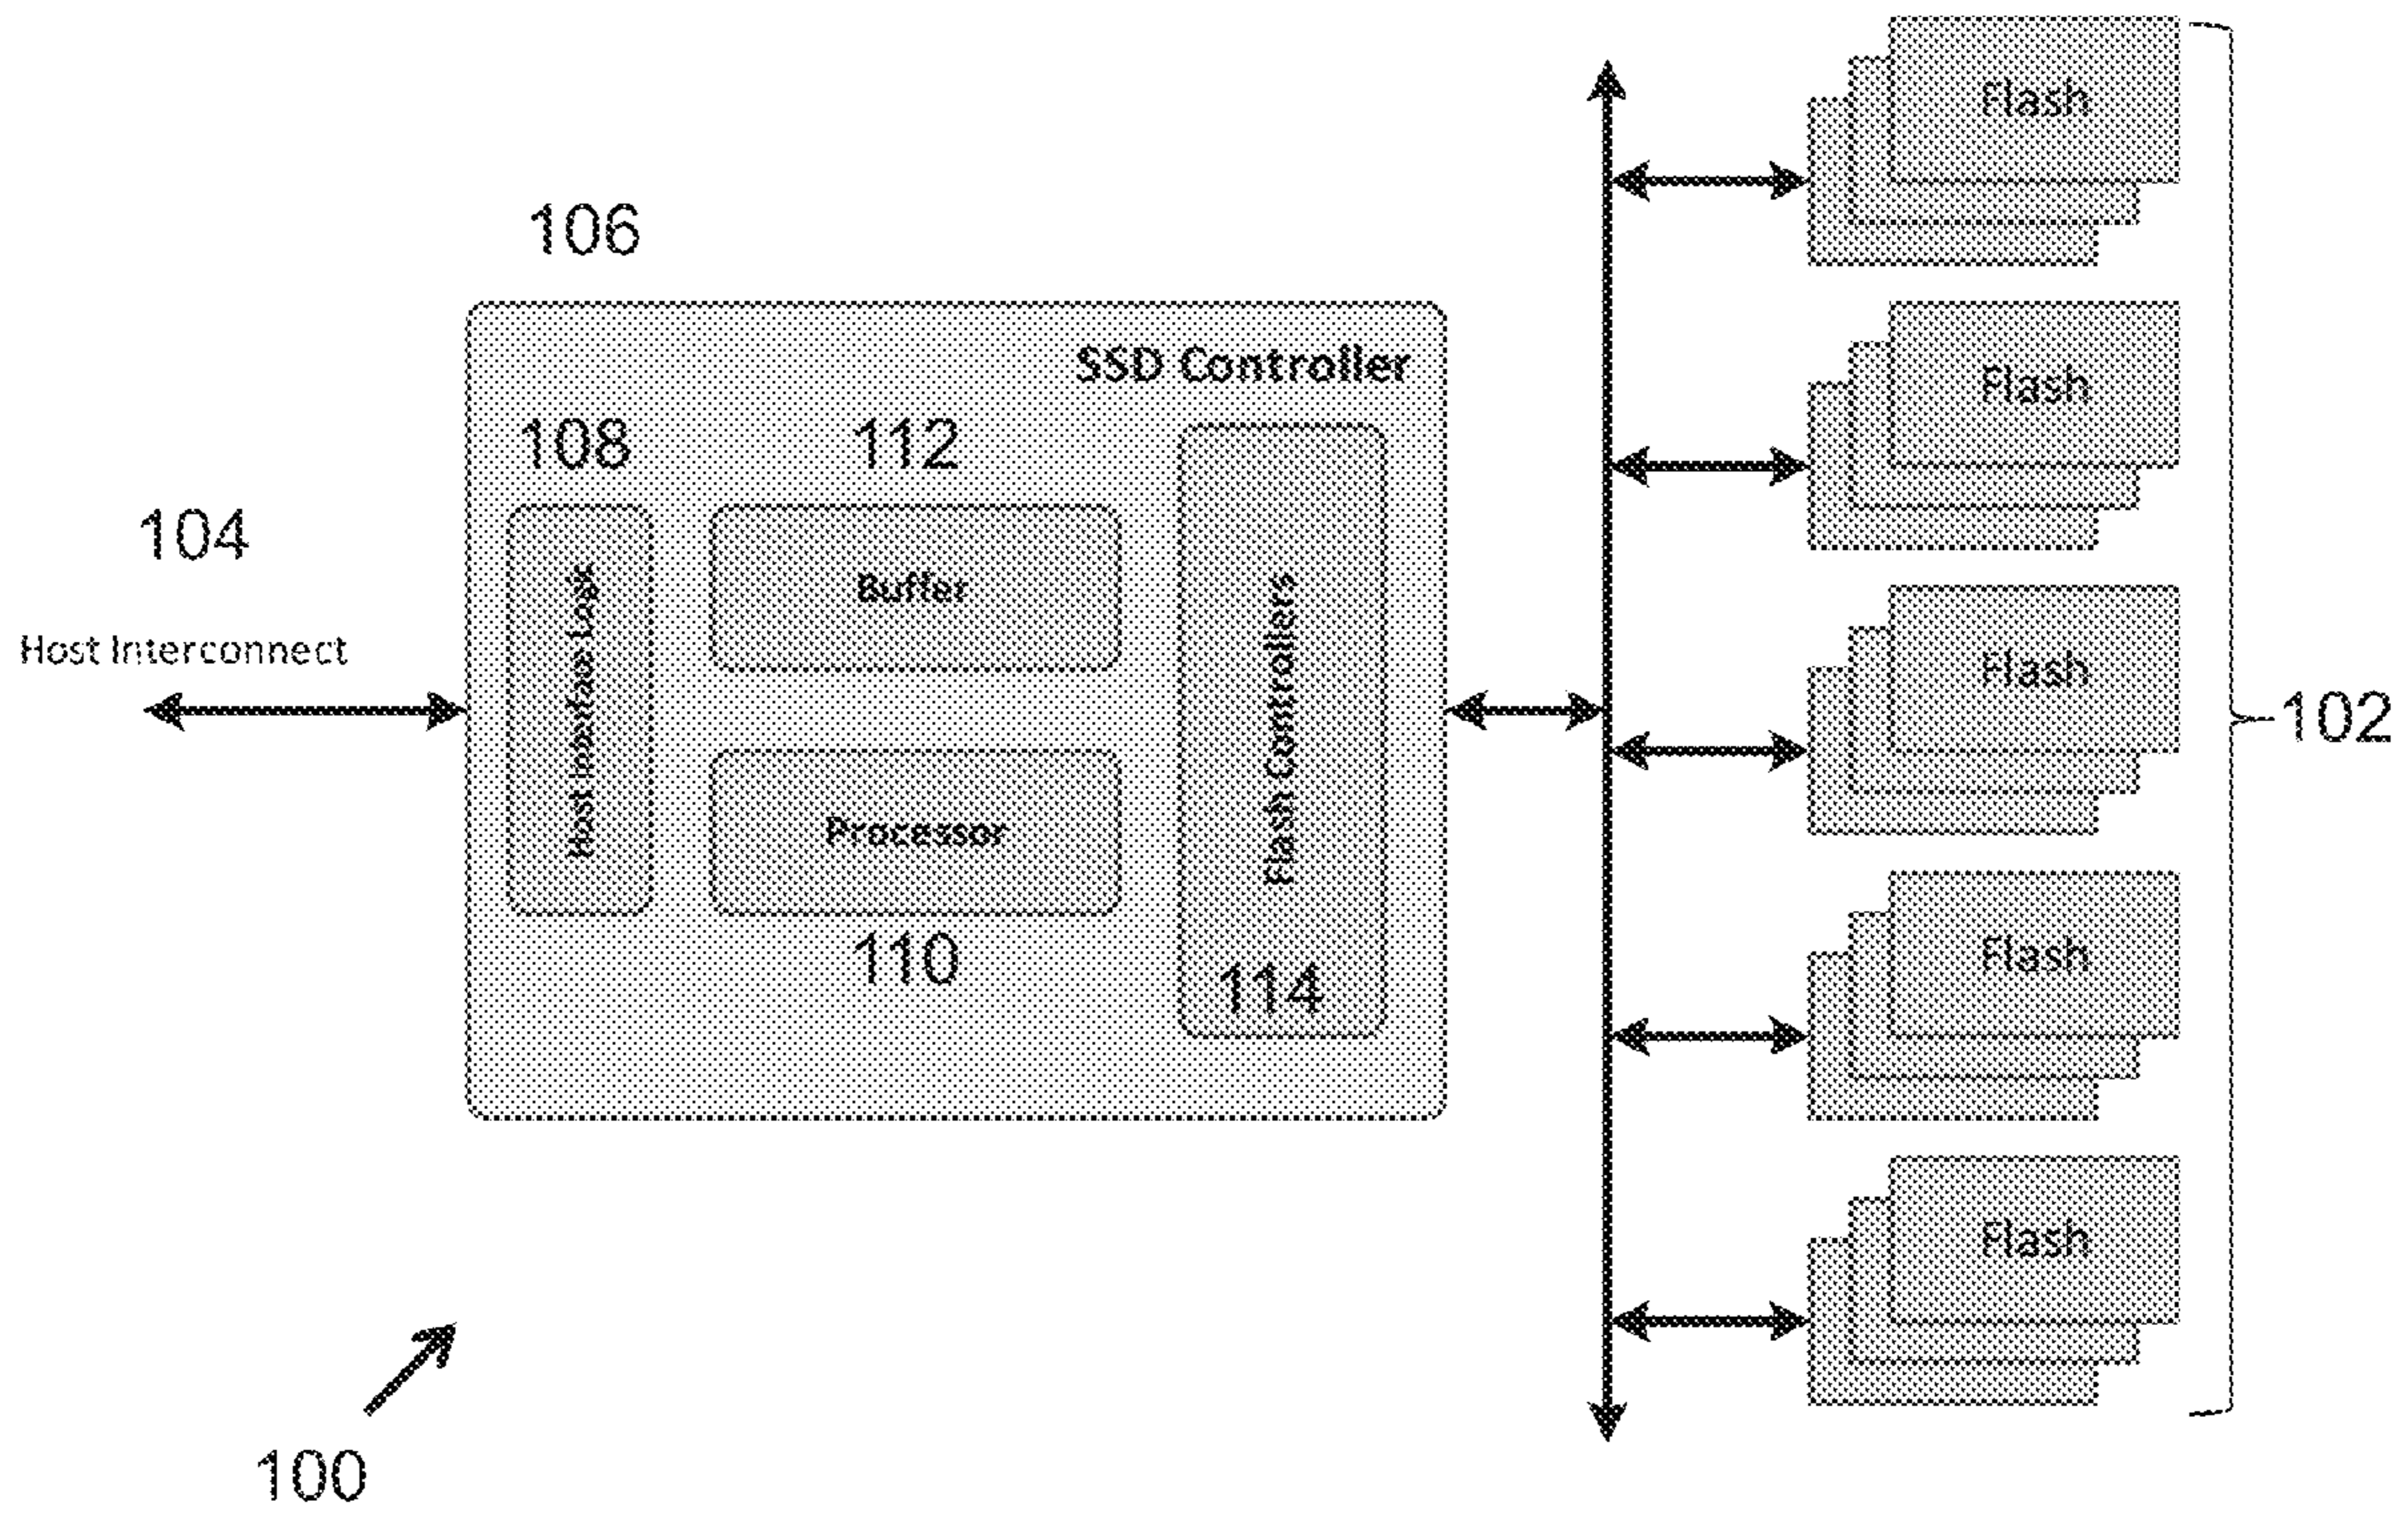 Flash
106
Flash
SSD Controller
108
112
104
Host Interconnect
Host Interface Logic
Buffer
Flash Controllers
Flash
102
Processor
110
114
Flash
Flash
100